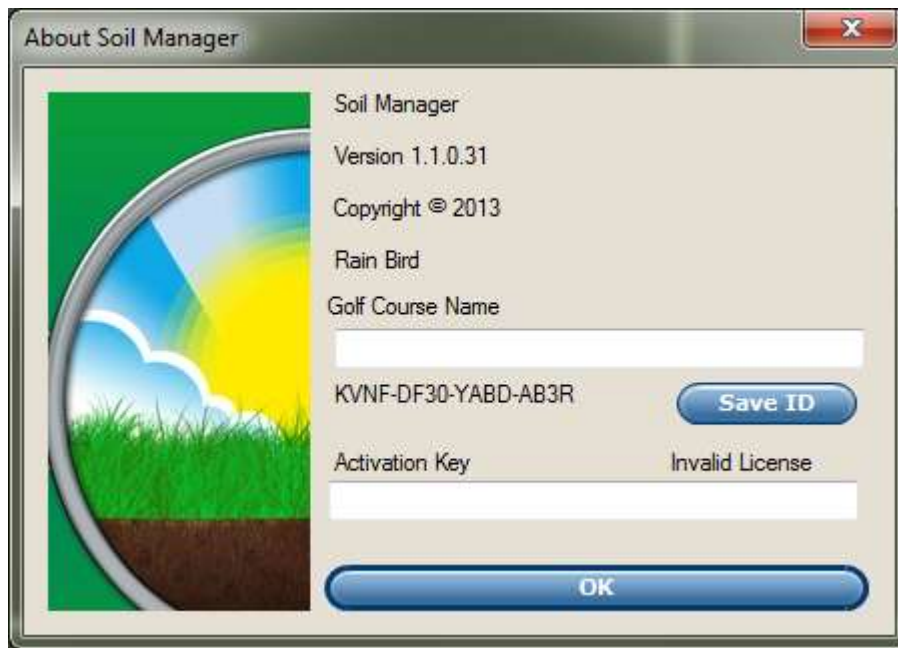 About Soil Manager
Soil Manager
Version 1.1.0.31
Copyright © 2013
Rain Bird
Golf Course Name
KVNF-DF30-YABD-AB3R
Save ID
Activation Key
Invalid License
OK